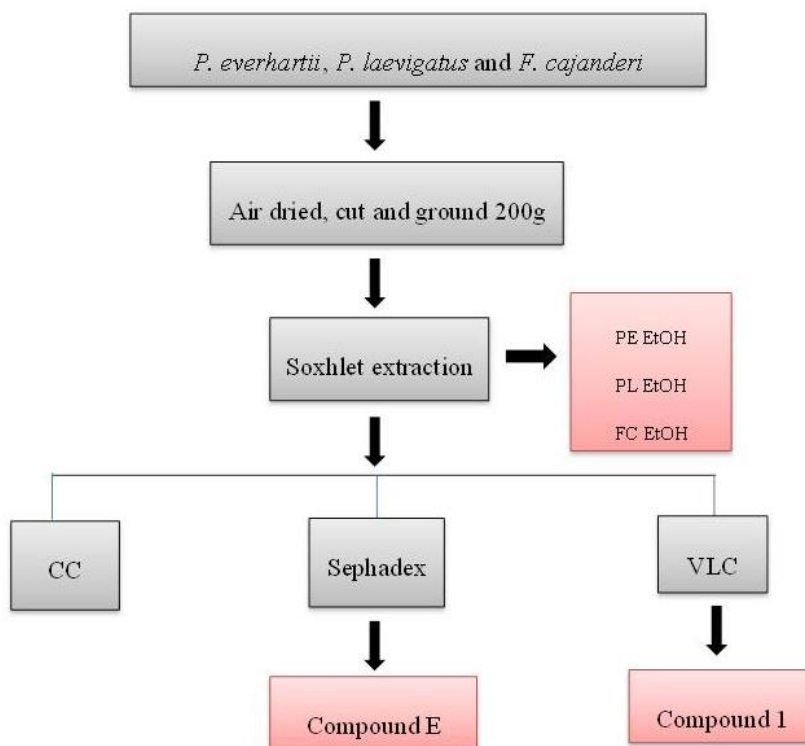 P. everhartii, P. laevigatus and F. cajanderi
Air dried, cut and ground 200g
Soxhlet extraction
PE EtOH
PL EtOH
FC EtOH
CC
Sephadex
VLC
Compound E
Compound 1